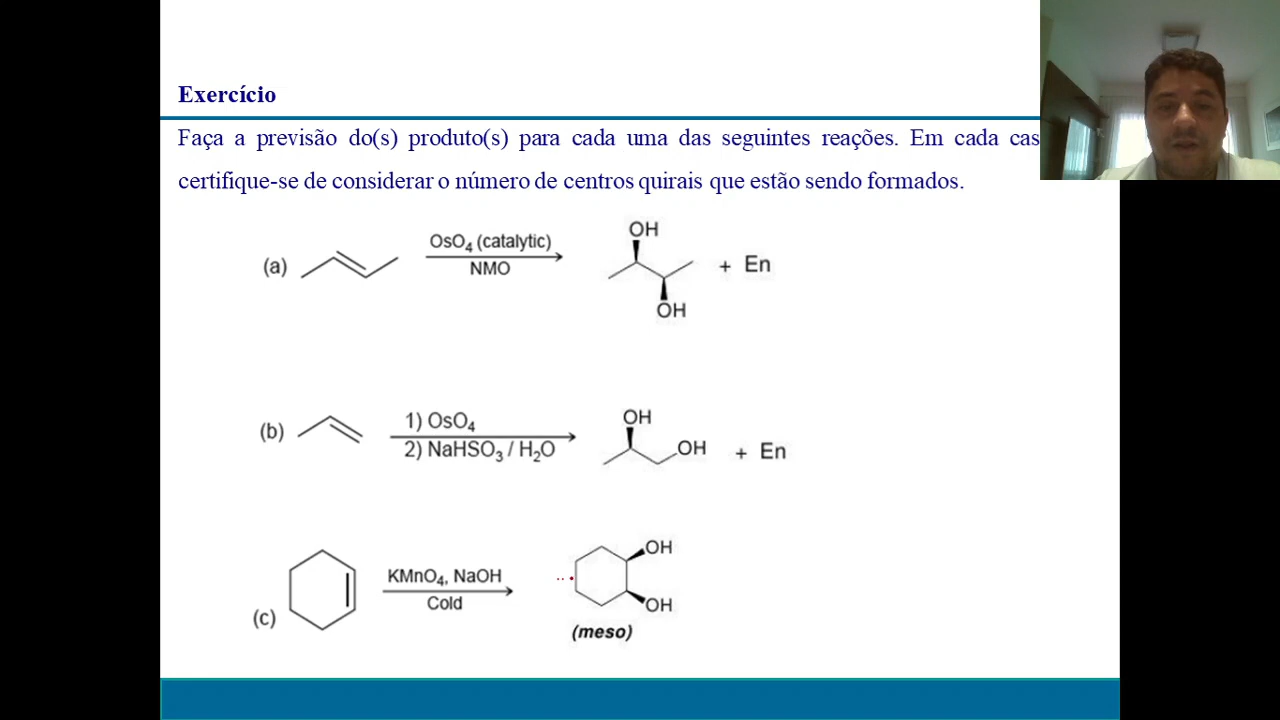 Exercício
Faça a previsão do(s) produto(s) para cada uma das seguintes reações. Em cada cas
certifique-se de considerar o número de centros quirais que estão sendo formados.
(a)
OsO4 (catalytic)
NMO
OH
OH
+ En
(b)
1) OsO4
2) NaHSO3 / H2O
OH
OH
+ En
(c)
KMnO4, NaOH
Cold
OH
OH
(meso)